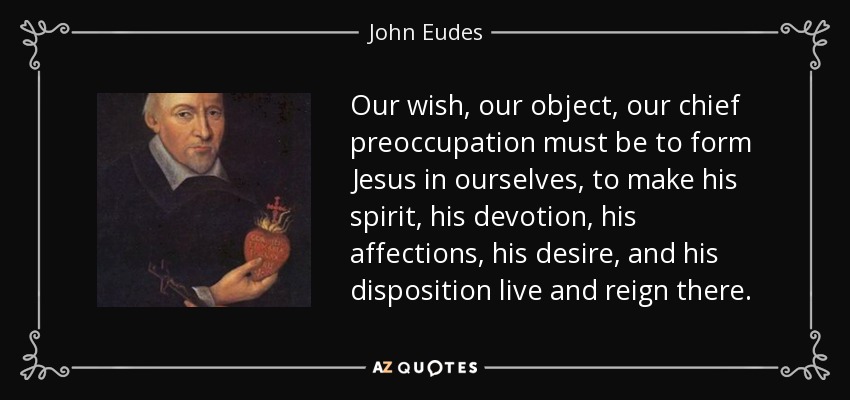 John Eudes
Our wish, our object, our chief
preoccupation must be to form
Jesus in ourselves, to make his
spirit, his devotion, his
affections, his desire, and his
disposition live and reign there.
AZ QUOTES